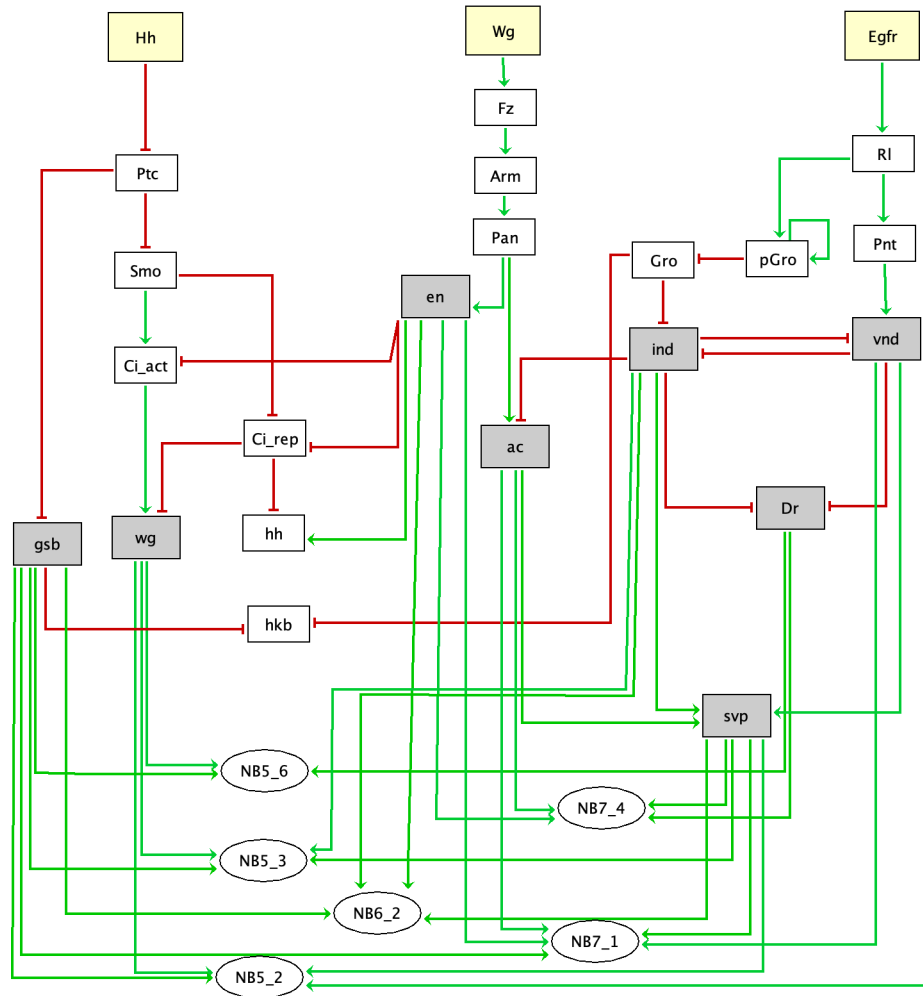 Hh
Wg
Egfr
Fz
Rl
Ptc
Arm
Pan
Pnt
Gro
pGro
Smo
en
ind
vnd
Ci_act
Ci_rep
ac
Dr
gsb
wg
hh
hkb
svp
NB5_6
NB7_4
NB5_3
NB6_2
NB7_1
NB5_2